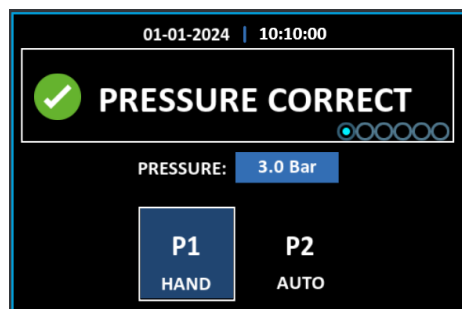 01-01-2024 | 10:10:00
PRESSURE CORRECT
PRESSURE: 3.0 Bar
P1 P2
HAND AUTO